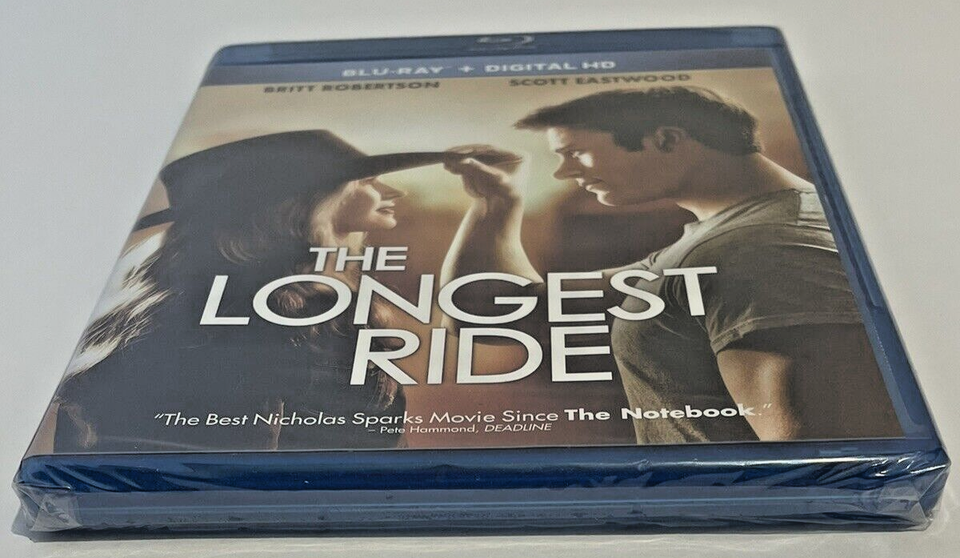 BLU-RAY + DIGITAL HD
BRITT ROBERTSON SCOTT EASTWOOD
THE
LONGEST
RIDE
"The Best Nicholas Sparks Movie Since The Notebook."
– Pete Hammond, DEADLINE